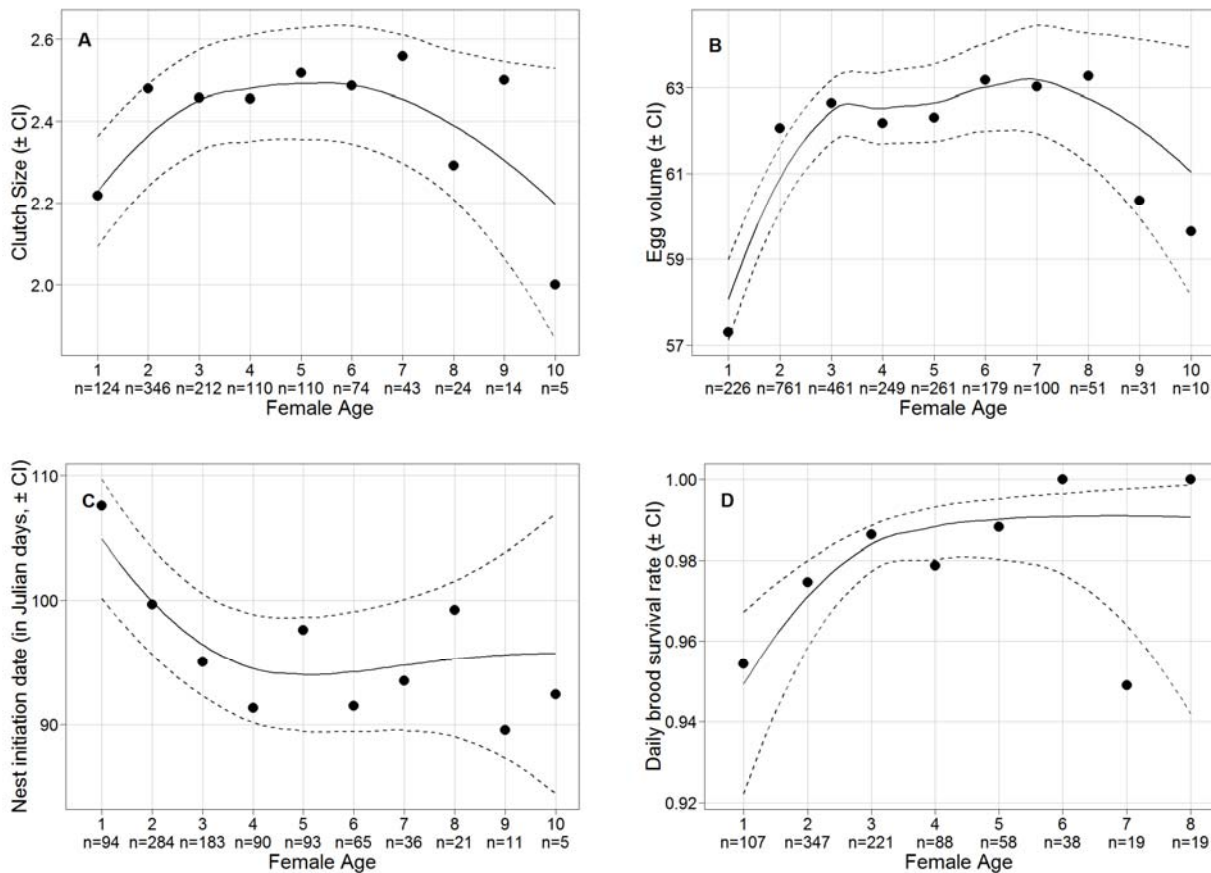 A
Clutch Size (± CI)
2.6
2.4
2.2
2.0
1 2 3 4 5 6 7 8 9 10
n=124 n=346 n=212 n=110 n=110 n=74 n=43 n=24 n=14 n=5
Female Age
B
Egg volume (± CI)
63
61
59
57
1 2 3 4 5 6 7 8 9 10
n=226 n=761 n=461 n=249 n=261 n=179 n=100 n=51 n=31 n=10
Female Age
C
Nest initiation date (in Julian days, ± CI)
110
100
90
1 2 3 4 5 6 7 8 9 10
n=94 n=284 n=183 n=90 n=93 n=65 n=36 n=21 n=11 n=5
Female Age
D
Daily brood survival rate (± CI)
1.00
0.98
0.96
0.94
0.92
1 2 3 4 5 6 7 8
n=107 n=347 n=221 n=88 n=58 n=38 n=19 n=19
Female Age